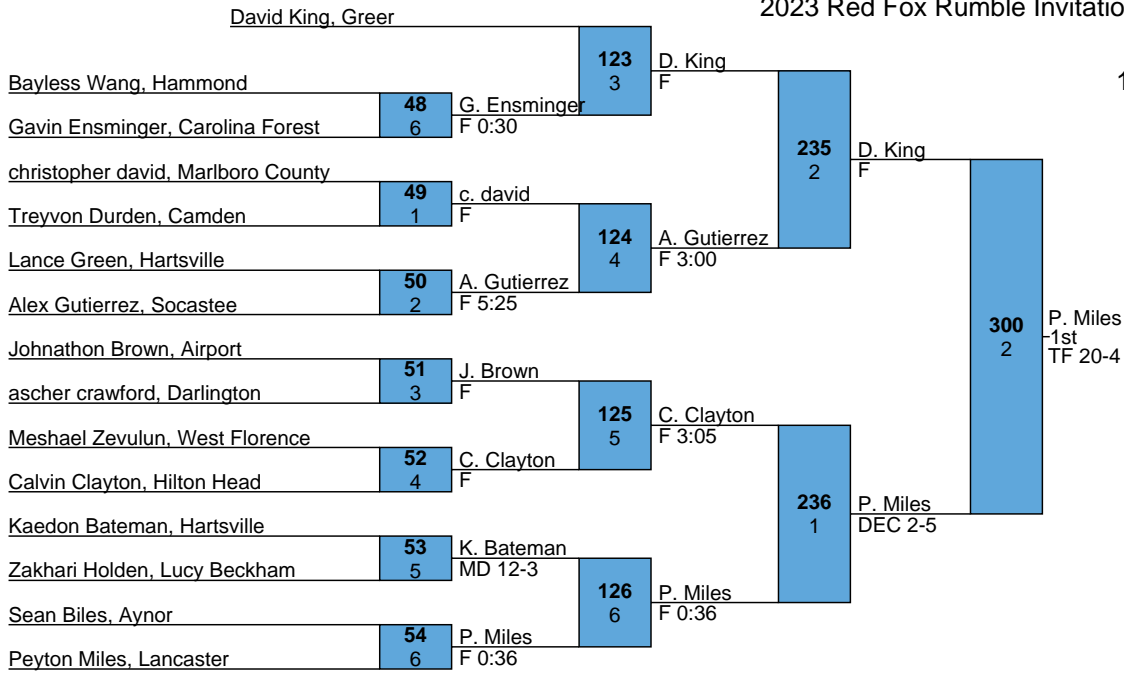 2023 Red Fox Rumble Invitatio
David King, Greer
123
3
D. King
F
1
Bayless Wang, Hammond
48
6
G. Ensminger
F 0:30
Gavin Ensminger, Carolina Forest
235
2
D. King
F
christopher david, Marlboro County
49
1
c. david
F
Treyvon Durden, Camden
124
4
A. Gutierrez
F 3:00
Lance Green, Hartsville
50
2
A. Gutierrez
F 5:25
Alex Gutierrez, Socastee
300
2
P. Miles
1st
TF 20-4
Johnathon Brown, Airport
51
3
J. Brown
F
ascher crawford, Darlington
125
5
C. Clayton
F 3:05
Meshael Zevulun, West Florence
52
4
C. Clayton
F
Calvin Clayton, Hilton Head
236
1
P. Miles
DEC 2-5
Kaedon Bateman, Hartsville
53
5
K. Bateman
MD 12-3
Zakhari Holden, Lucy Beckham
126
6
P. Miles
F 0:36
Sean Biles, Aynor
54
6
P. Miles
F 0:36
Peyton Miles, Lancaster